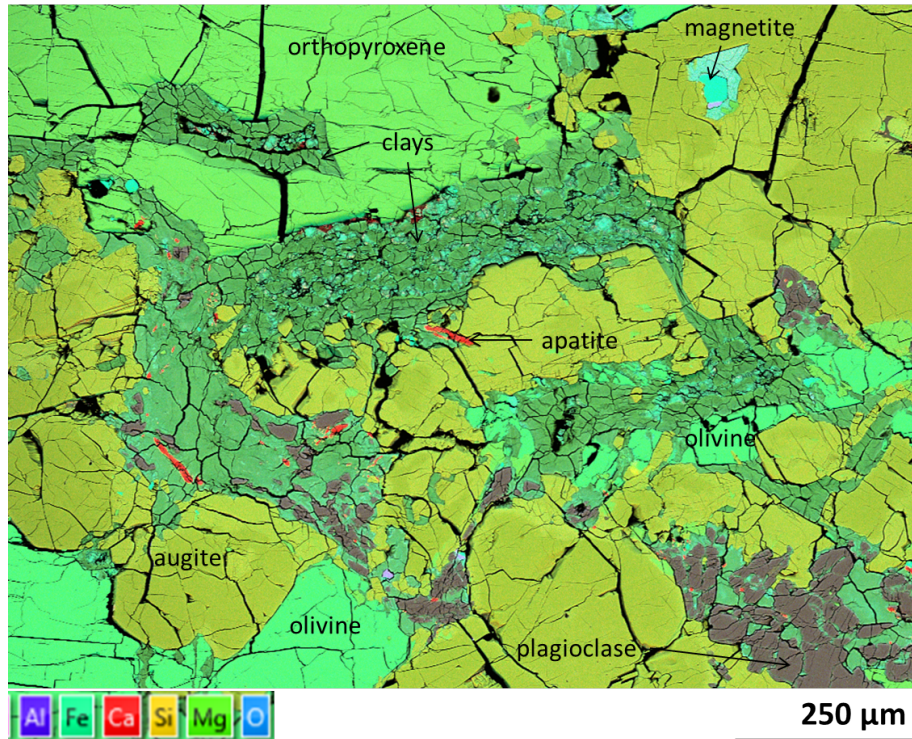 orthopyroxene
magnetite
clays
apatite
olivine
augite
olivine
plagioclase
Al Fe Ca Si Mg O
250 µm